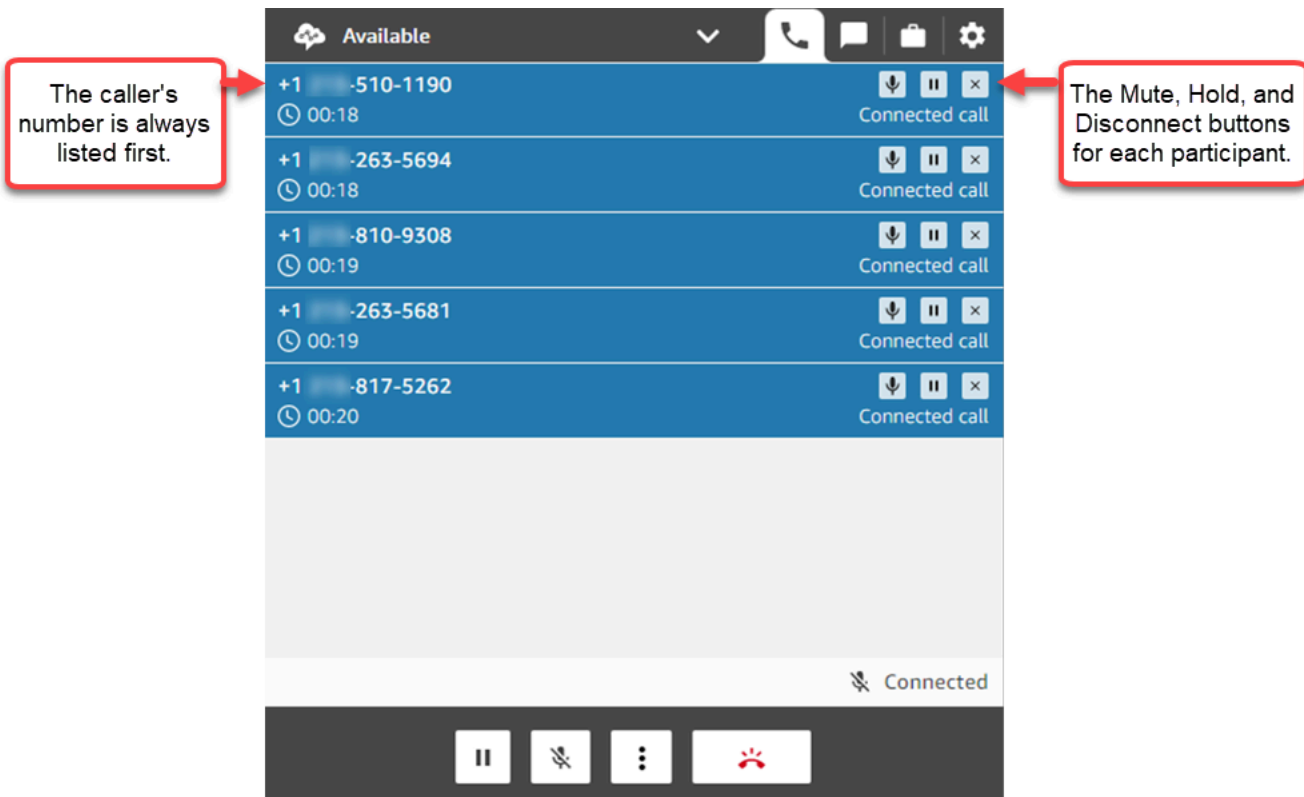 Available
The caller's
number is always
listed first.
+1 -510-1190
00:18
Connected call
The Mute, Hold, and
Disconnect buttons
for each participant.
+1 -263-5694
00:18
Connected call
+1 -810-9308
00:19
Connected call
+1 -263-5681
00:19
Connected call
+1 -817-5262
00:20
Connected call
Connected